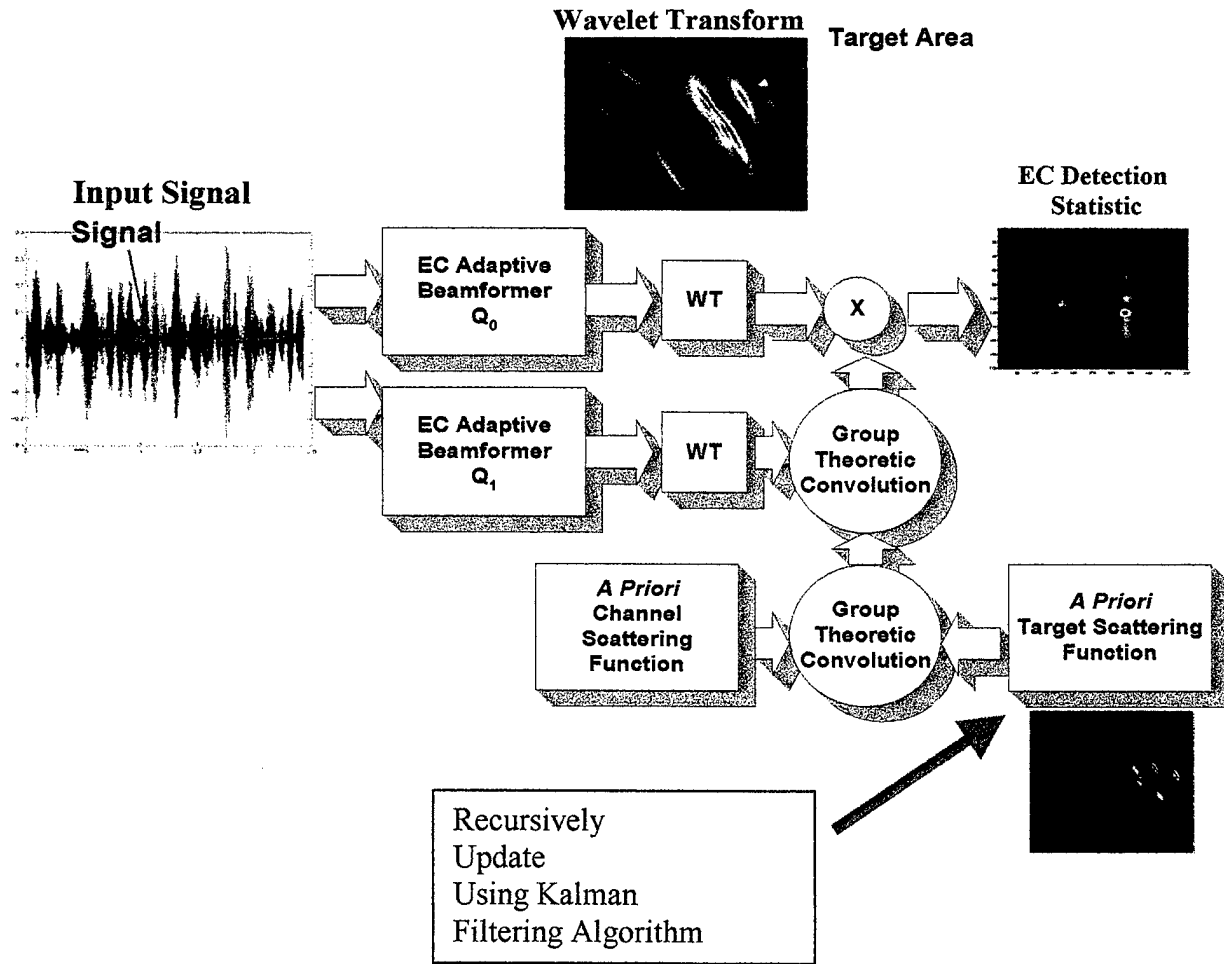 Wavelet Transform
Target Area
Input Signal
Signal
EC Detection
Statistic
EC Adaptive
Beamformer
Q0
WT
X
EC Adaptive
Beamformer
Q1
WT
Group
Theoretic
Convolution
A Priori
Channel
Scattering
Function
Group
Theoretic
Convolution
A Priori
Target Scattering
Function
Recursively
Update
Using Kalman
Filtering Algorithm